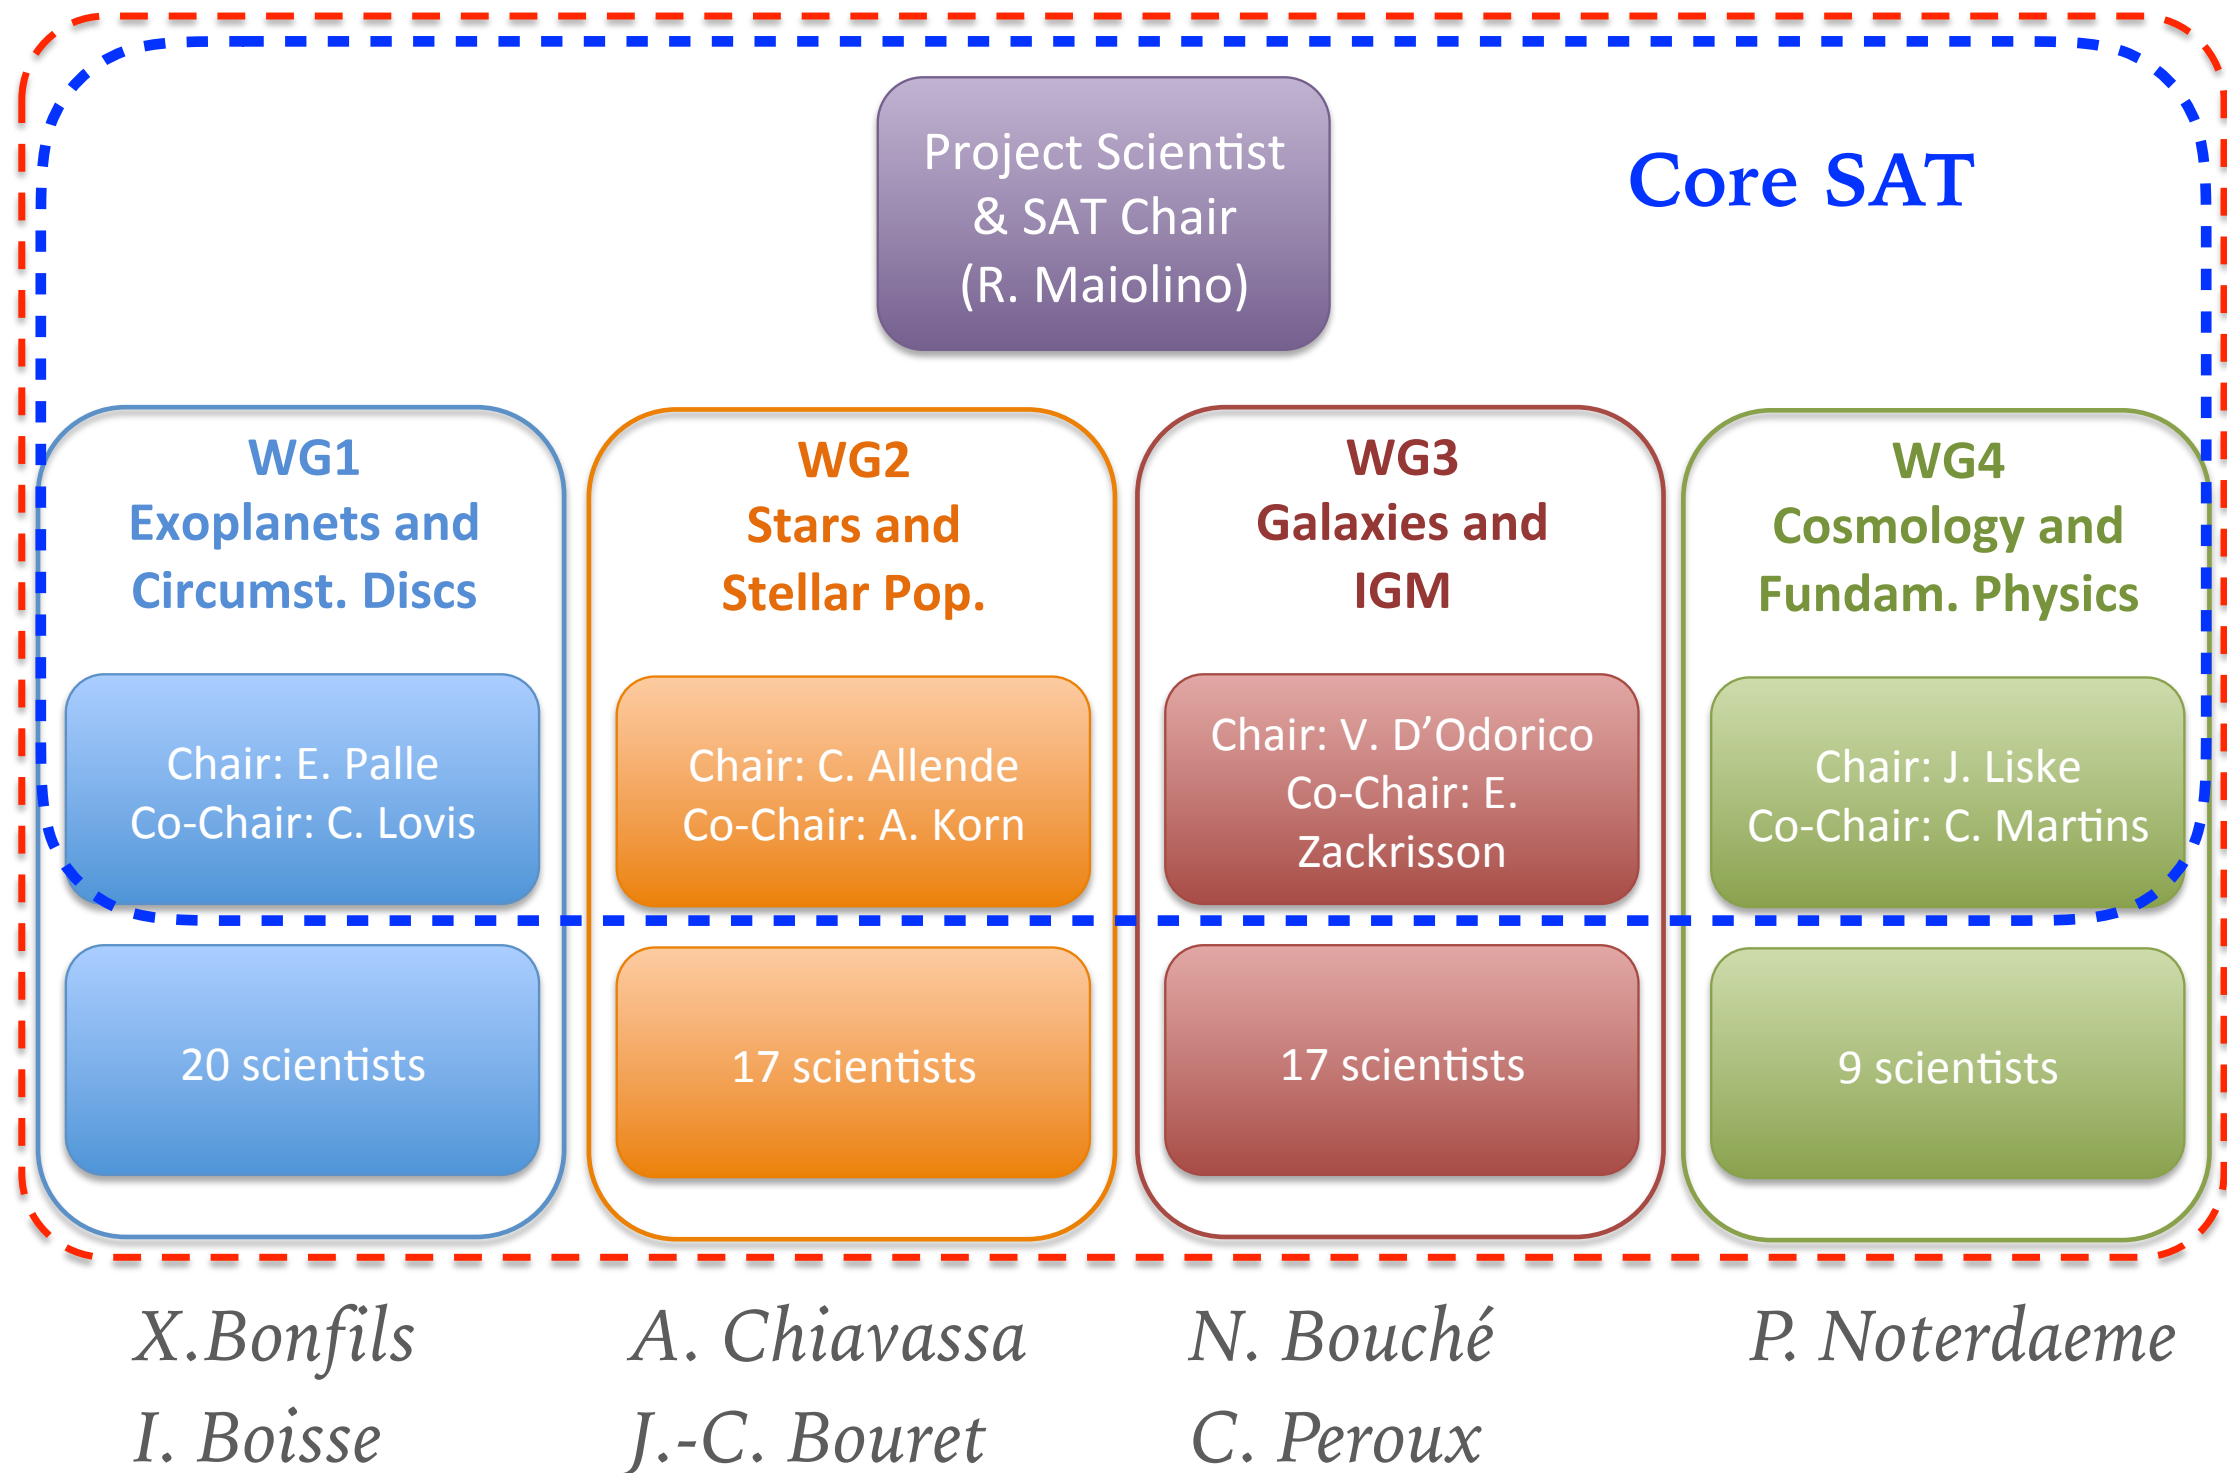 Project Scientist
& SAT Chair
(R. Maiolino)
Core SAT
WG1
Exoplanets and
Circumst. Discs
Chair: E. Palle
Co-Chair: C. Lovis
20 scientists
WG2
Stars and
Stellar Pop.
Chair: C. Allende
Co-Chair: A. Korn
17 scientists
WG3
Galaxies and
IGM
Chair: V. D’Odorico
Co-Chair: E.
Zackrisson
17 scientists
WG4
Cosmology and
Fundam. Physics
Chair: J. Liske
Co-Chair: C. Martins
9 scientists
X.Bonfils
I. Boisse
A. Chiavassa
J.-C. Bouret
N. Bouché
C. Peroux
P. Noterdaeme